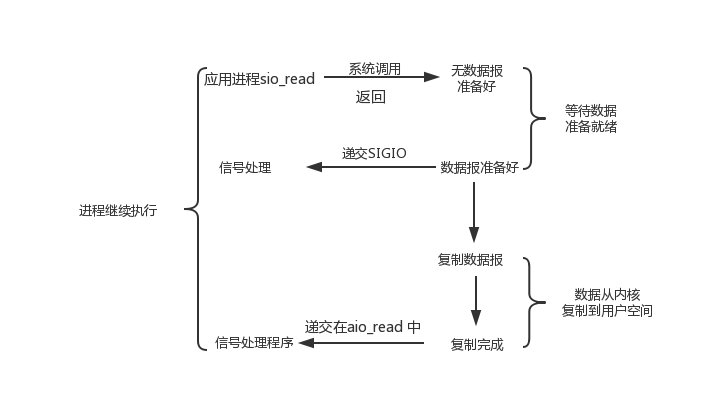 应用进程sio_read
系统调用
返回
无数据报
准备好
等待数据
准备就绪
信号处理
递交SIGIO
数据报准备好
进程继续执行
复制数据报
数据从内核
复制到用户空间
信号处理程序
递交在aio_read 中
复制完成